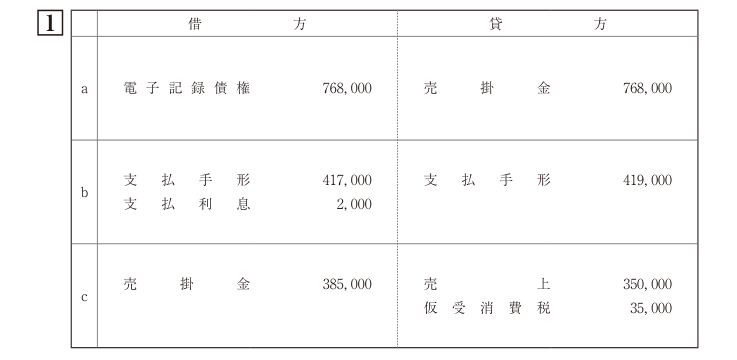 1
借方 貸方
a 電子記録債権 768,000 売掛金 768,000
b 支払手形 417,000 支払手形 419,000
支払利息 2,000
c 売掛金 385,000 売上 350,000
仮受消費税 35,000